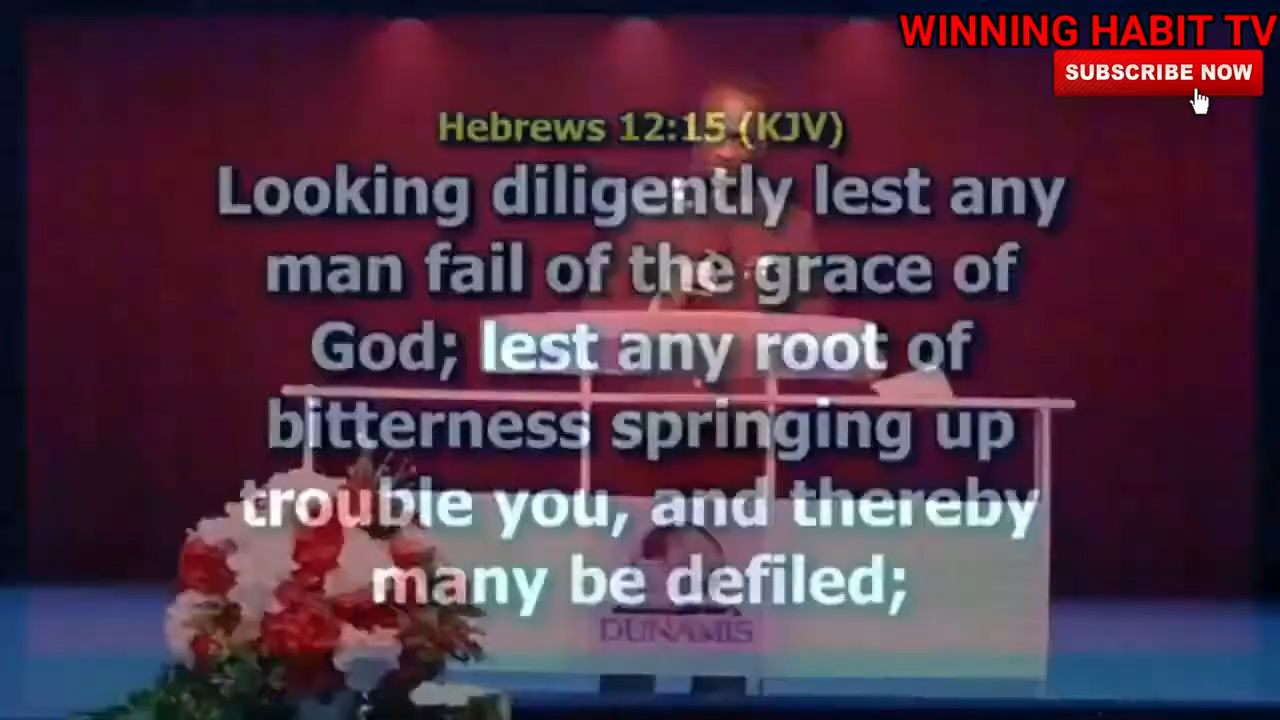 WINNING HABIT TV
SUBSCRIBE NOW
Hebrews 12:15 (KJV)
Looking diligently lest any
man fail of the grace of
God; lest any root of
bitterness springing up
trouble you, and thereby
many be defiled;
DUNAMIS